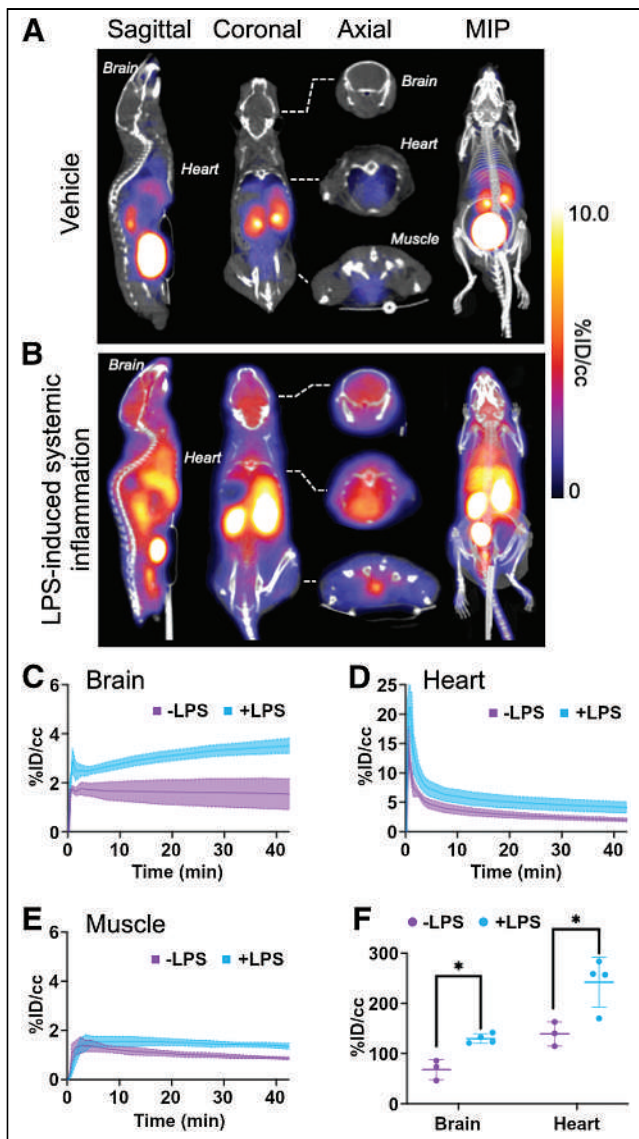 A
Sagittal Coronal Axial MIP
Brain
Brain
Heart
Heart
Muscle
Vehicle
10.0
%ID/cc
0
B
Brain
Heart
LPS-induced systemic
inflammation
C Brain
-LPS +LPS
6
4
2
0
%ID/cc
0 10 20 30 40
Time (min)
D Heart
-LPS +LPS
25
20
15
10
5
0
%ID/cc
0 10 20 30 40
Time (min)
E Muscle
-LPS +LPS
6
4
2
0
%ID/cc
0 10 20 30 40
Time (min)
F
-LPS +LPS
* *
300
200
100
0
%ID/cc
Brain Heart